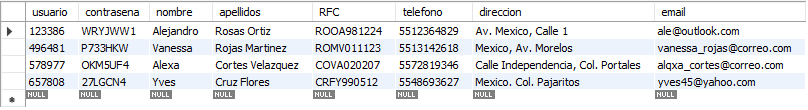 usuario contrasena nombre apellidos RFC telefono direccion email
123386 WRYJWW1 Alejandro Rosas Ortiz ROOA981224 5512364829 Av. Mexico, Calle 1 ale@outlook.com
496481 P733HKW Vanessa Rojas Martinez ROMV011123 5513142618 Mexico, Av. Morelos vanessa_rojas@correo.com
578977 OKM5UF4 Alexa Cortes Velazquez COVA020207 5572819346 Calle Independencia, Col. Portales alqxa_cortes@correo.com
657808 27LGCN4 Yves Cruz Flores CRFY990512 5548693627 Mexico. Col. Pajaritos yves45@yahoo.com
NULL NULL NULL NULL NULL NULL NULL NULL